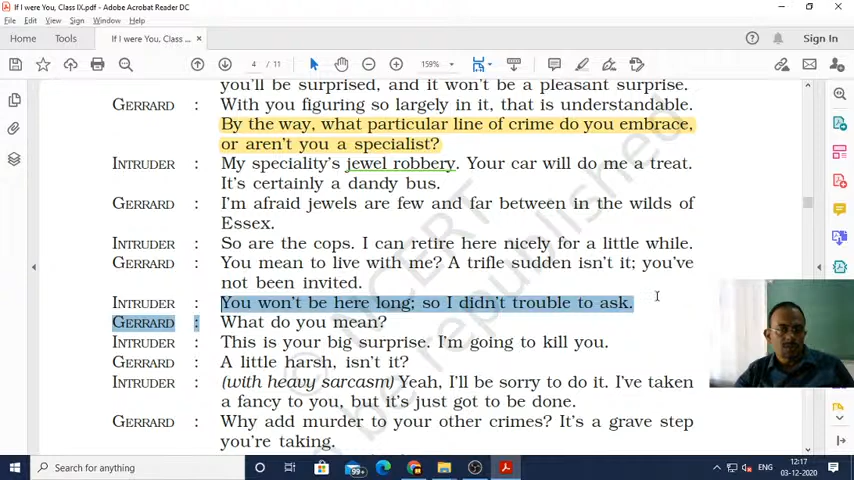 If I were You, Class IX.pdf - Adobe Acrobat Reader DC
File Edit View Sign Window Help
Home Tools If I were You, Class ... × Sign In
4 / 11 159%
you'll be surprised, and it won't be a pleasant surprise.
GERRARD : With you figuring so largely in it, that is understandable.
By the way, what particular line of crime do you embrace,
or aren't you a specialist?
INTRUDER : My speciality's jewel robbery. Your car will do me a treat.
It's certainly a dandy bus.
GERRARD : I'm afraid jewels are few and far between in the wilds of
Essex.
INTRUDER : So are the cops. I can retire here nicely for a little while.
GERRARD : You mean to live with me? A trifle sudden isn't it; you've
not been invited.
INTRUDER : You won't be here long; so I didn't trouble to ask.
GERRARD : What do you mean?
INTRUDER : This is your big surprise. I'm going to kill you.
GERRARD : A little harsh, isn't it?
INTRUDER : (with heavy sarcasm) Yeah, I'll be sorry to do it. I've taken
a fancy to you, but it's just got to be done.
GERRARD : Why add murder to your other crimes? It's a grave step
you're taking.
© NCERT
be republished
Search for anything 99+ ENG 12:17
03-12-2020